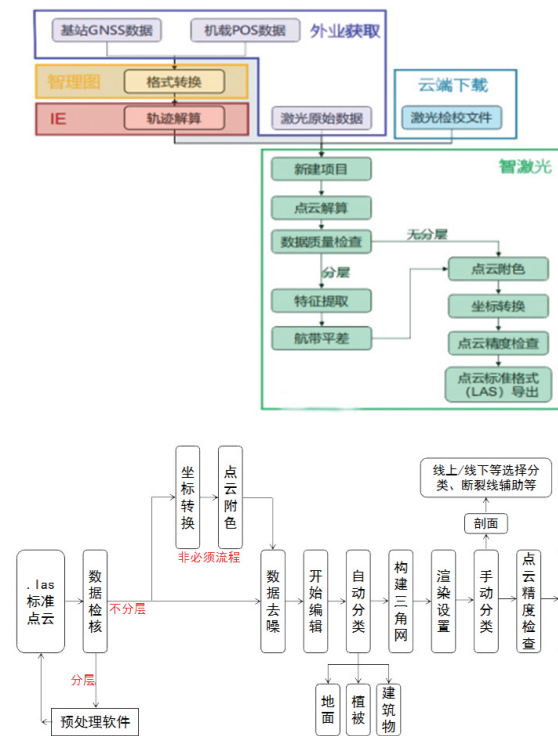 基站GNSS数据
机载POS数据
外业获取
智理图
格式转换
云端下载
IE
轨迹解算
激光原始数据
激光检校文件
新建项目
智激光
点云解算
数据质量检查
无分层
点云附色
分层
特征提取
坐标转换
航带平差
点云精度检查
点云标准格式
(LAS)导出
坐标转换
点云附色
线上/线下等选择分
类、断裂线辅助等
剖面
非必须流程
.las
标准
点云
数据检核
不分层
数据去噪
开始编辑
自动分类
构建三角网
渲染设置
手动分类
点云精度检查
分层
预处理软件
地面
植被
建筑物